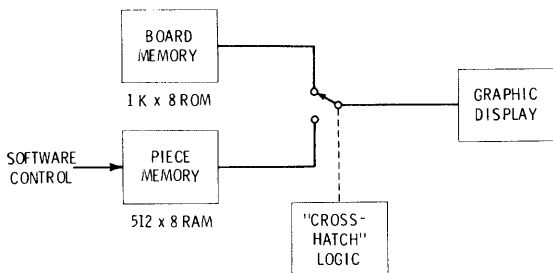 BOARD
MEMORY
1 K x 8 ROM
GRAPHIC
DISPLAY
SOFTWARE
CONTROL
PIECE
MEMORY
512 x 8 RAM
"CROSS-
HATCH"
LOGIC